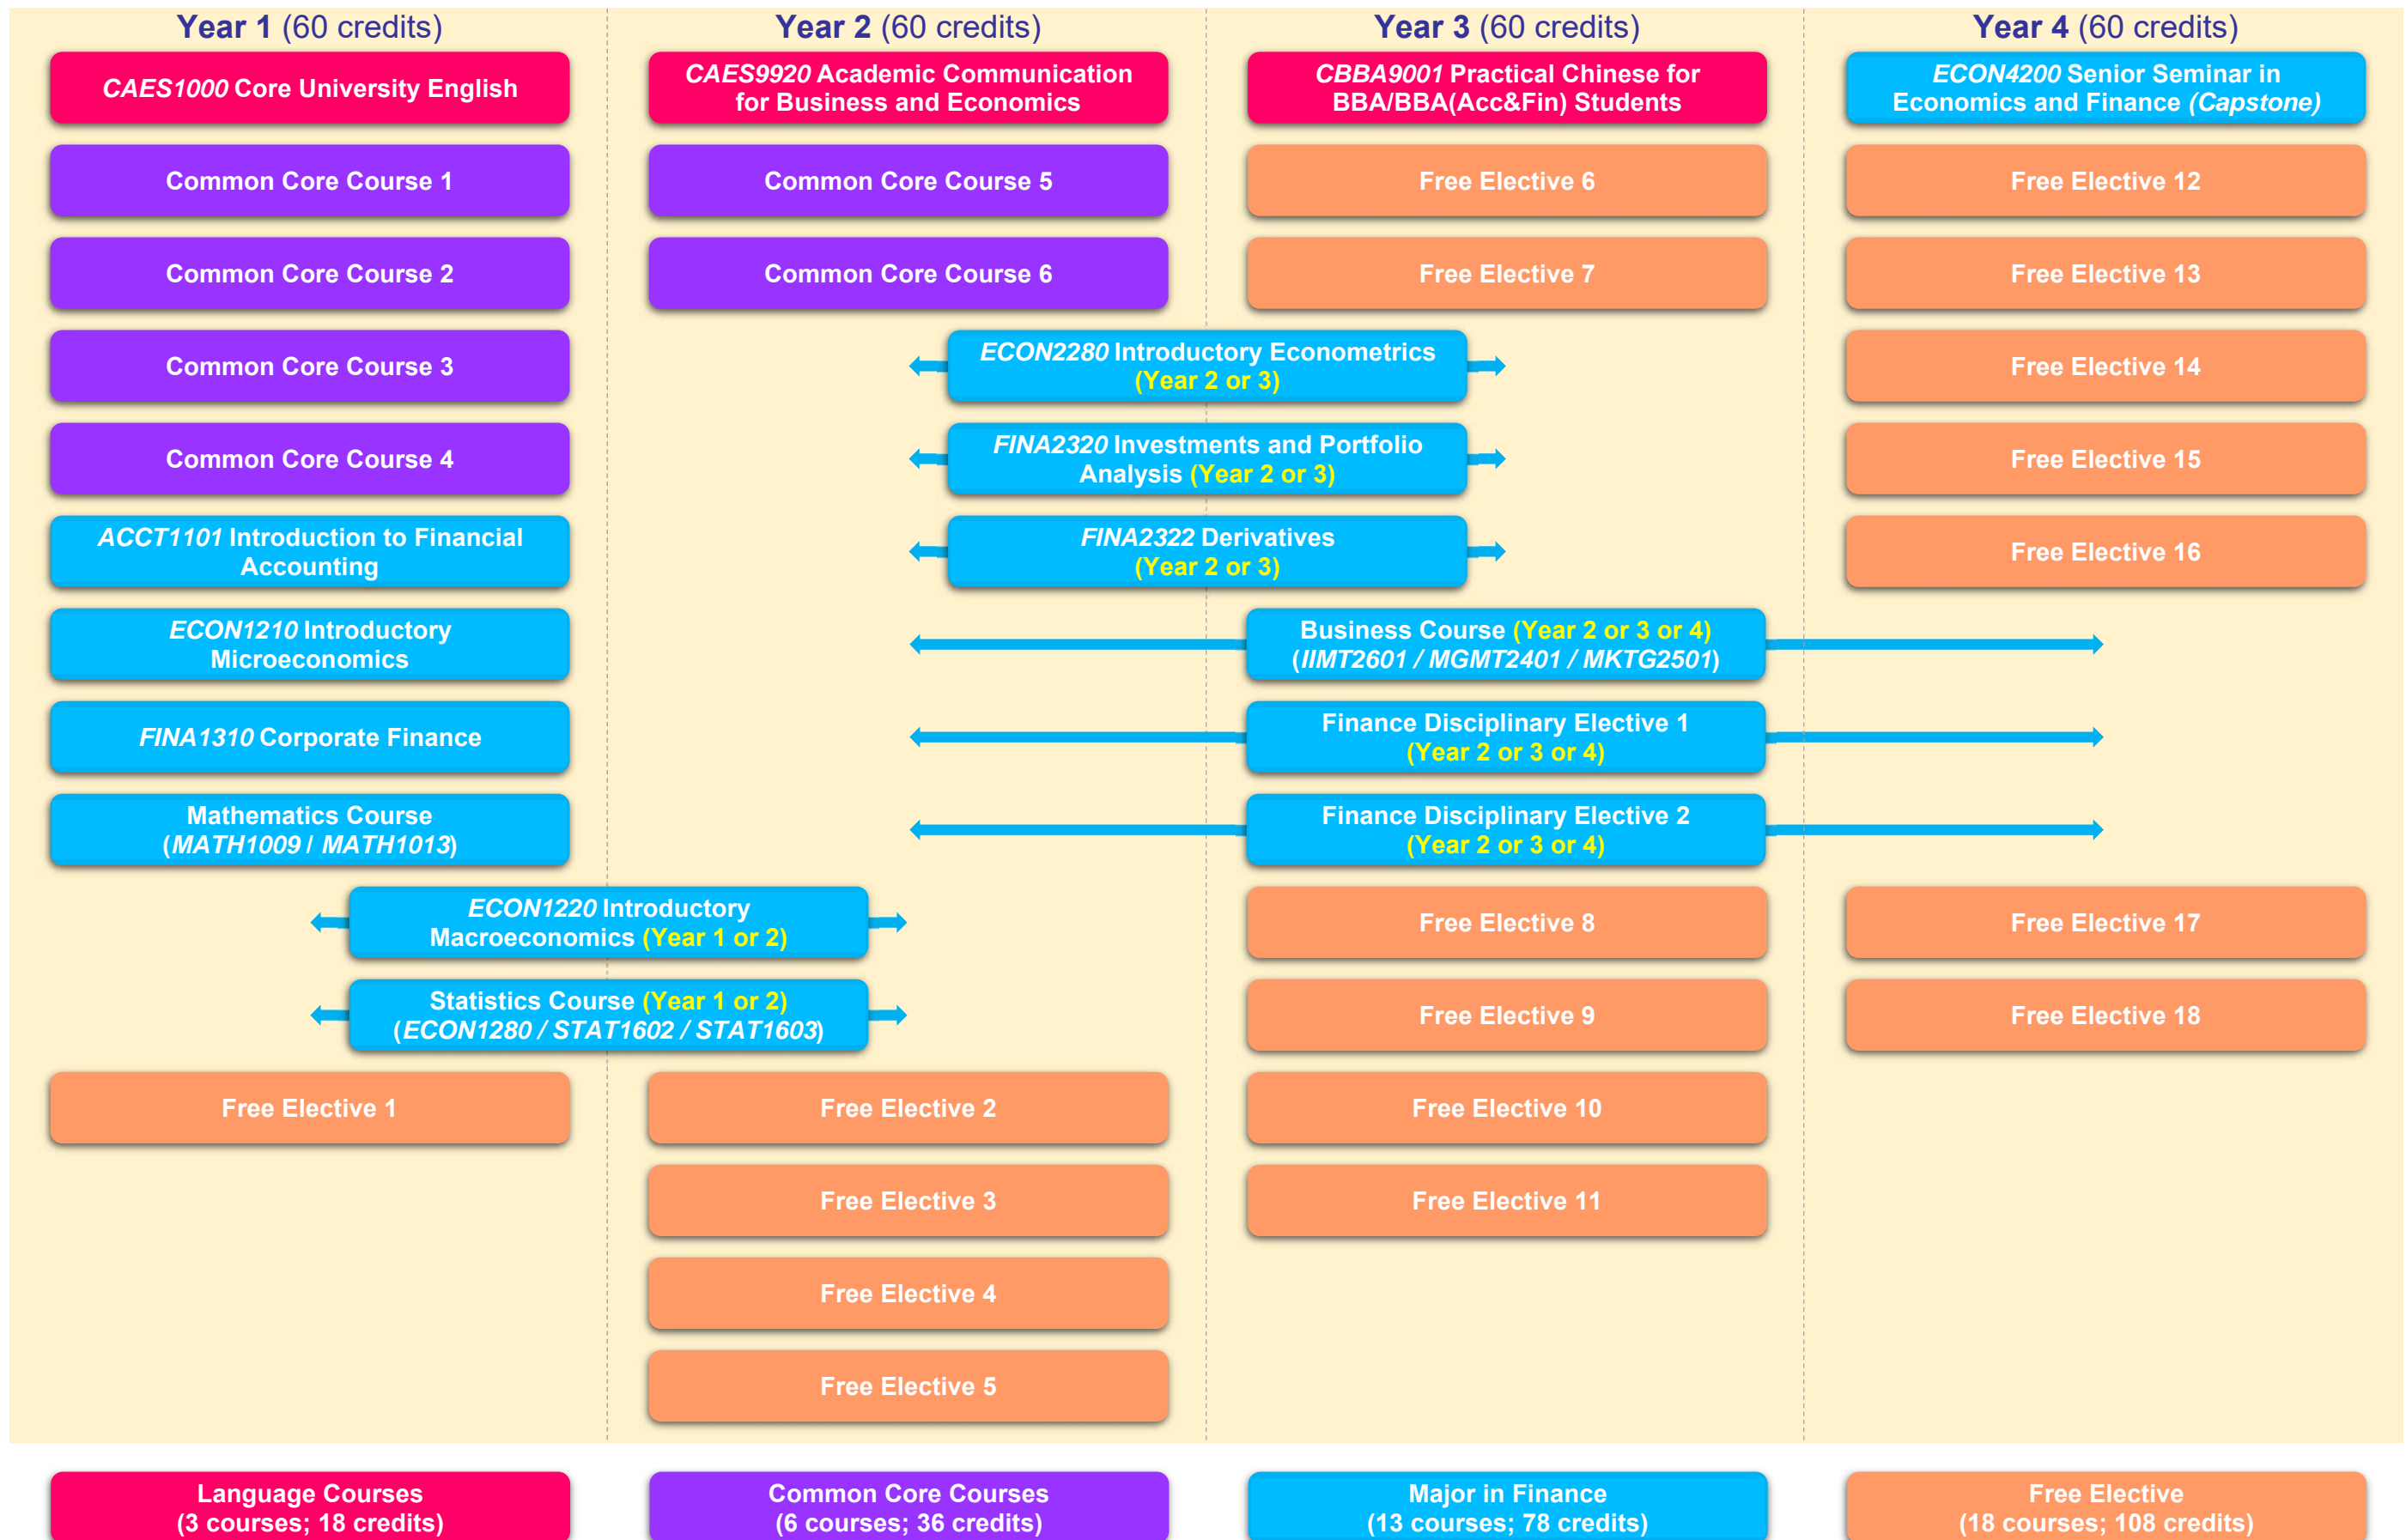 Year 1 (60 credits)
Year 2 (60 credits)
Year 3 (60 credits)
Year 4 (60 credits)
CAES1000 Core University English
CAES9920 Academic Communication
for Business and Economics
CBBA9001 Practical Chinese for
BBA/BBA(Acc&Fin) Students
ECON4200 Senior Seminar in
Economics and Finance (Capstone)
Common Core Course 1
Common Core Course 5
Free Elective 6
Free Elective 12
Common Core Course 2
Common Core Course 6
Free Elective 7
Free Elective 13
Common Core Course 3
ECON2280 Introductory Econometrics
(Year 2 or 3)
Free Elective 14
Common Core Course 4
FINA2320 Investments and Portfolio
Analysis (Year 2 or 3)
Free Elective 15
ACCT1101 Introduction to Financial
Accounting
FINA2322 Derivatives
(Year 2 or 3)
Free Elective 16
ECON1210 Introductory
Microeconomics
Business Course (Year 2 or 3 or 4)
(IIMT2601 / MGMT2401 / MKTG2501)
FINA1310 Corporate Finance
Finance Disciplinary Elective 1
(Year 2 or 3 or 4)
Mathematics Course
(MATH1009 / MATH1013)
Finance Disciplinary Elective 2
(Year 2 or 3 or 4)
ECON1220 Introductory
Macroeconomics (Year 1 or 2)
Free Elective 8
Free Elective 17
Statistics Course (Year 1 or 2)
(ECON1280 / STAT1602 / STAT1603)
Free Elective 9
Free Elective 18
Free Elective 1
Free Elective 2
Free Elective 10
Free Elective 3
Free Elective 11
Free Elective 4
Free Elective 5
Language Courses
(3 courses; 18 credits)
Common Core Courses
(6 courses; 36 credits)
Major in Finance
(13 courses; 78 credits)
Free Elective
(18 courses; 108 credits)